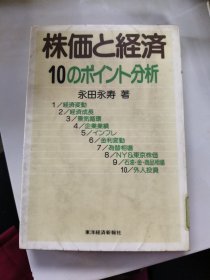 株価と経済
10のポイント分析
永田永寿 著
1/経済変動
2/経済成長
3/景気循環
4/企業業績
5/インフレ
6/金利変動
7/為替相場
8/NY&東京株価
9/石油・金・商品相場
10/外人投資
東洋経済新報社